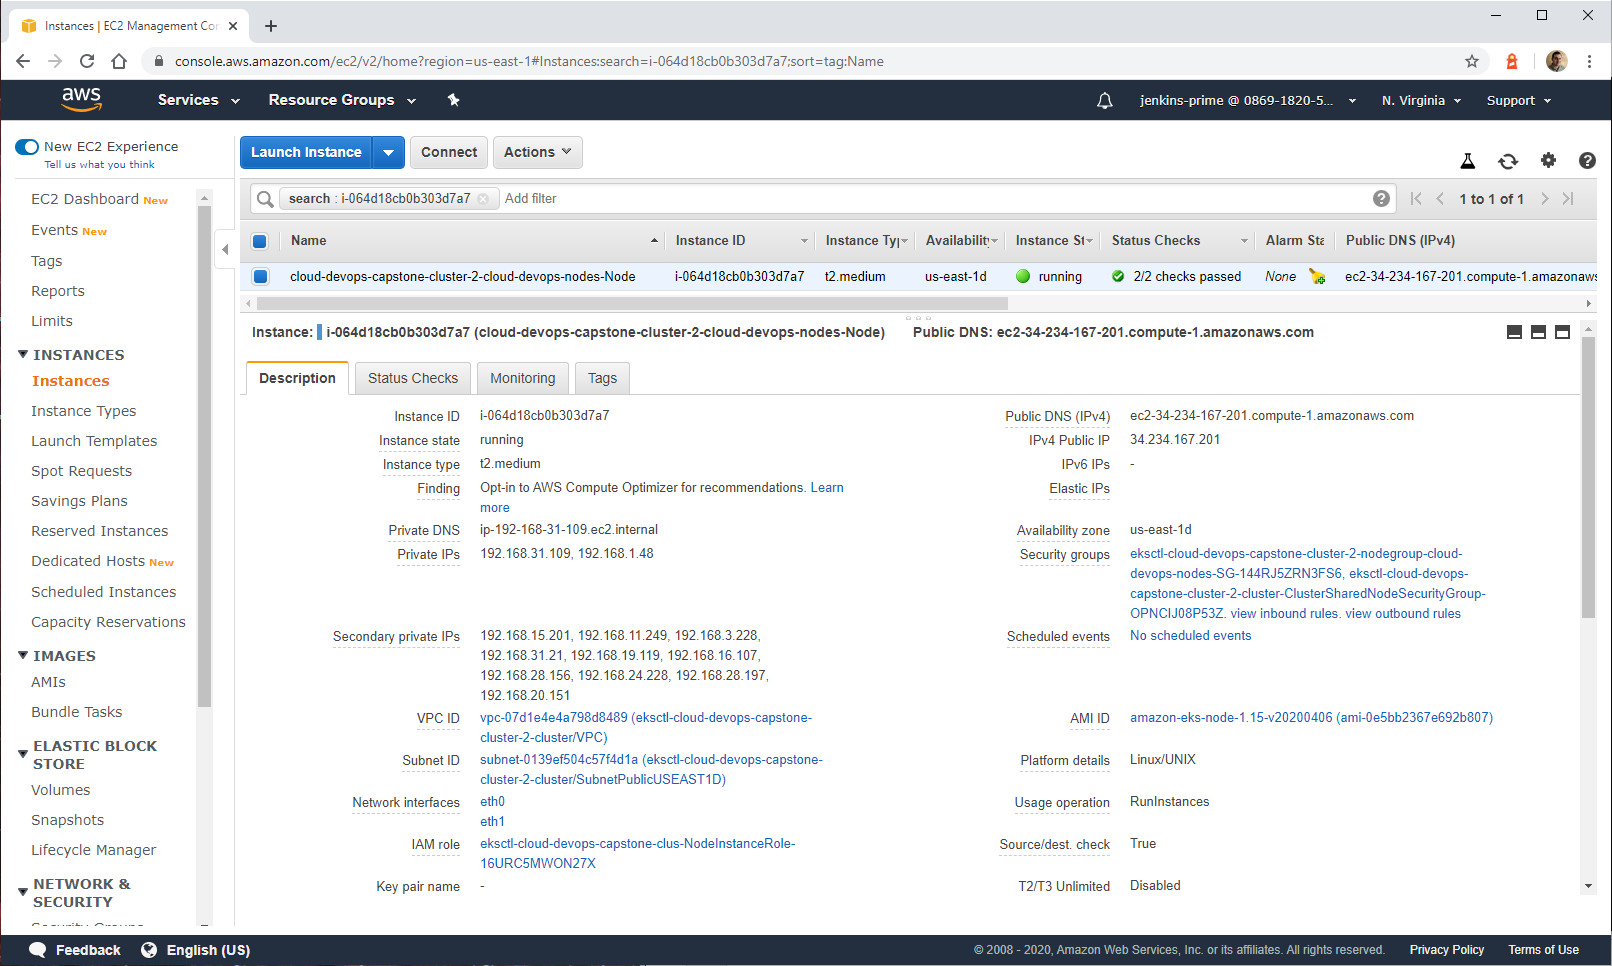 Instances | EC2 Management Con
console.aws.amazon.com/ec2/v2/home?region=us-east-1#Instances:search=i-064d18cb0b303d7a7;sort=tag:Name
aws Services Resource Groups jenkins-prime @ 0869-1820-5... N. Virginia Support
New EC2 Experience
Tell us what you think
EC2 Dashboard New
Events New
Tags
Reports
Limits
INSTANCES
Instances
Instance Types
Launch Templates
Spot Requests
Savings Plans
Reserved Instances
Dedicated Hosts New
Scheduled Instances
Capacity Reservations
IMAGES
AMIs
Bundle Tasks
ELASTIC BLOCK
STORE
Volumes
Snapshots
Lifecycle Manager
NETWORK &
SECURITY
Security Groups
Launch Instance Connect Actions
search : i-064d18cb0b303d7a7 Add filter 1 to 1 of 1
Name Instance ID Instance Ty Availability Instance St Status Checks Alarm Sta Public DNS (IPv4)
cloud-devops-capstone-cluster-2-cloud-devops-nodes-Node i-064d18cb0b303d7a7 t2.medium us-east-1d running 2/2 checks passed None ec2-34-234-167-201.compute-1.amazonaws
Instance: i-064d18cb0b303d7a7 (cloud-devops-capstone-cluster-2-cloud-devops-nodes-Node) Public DNS: ec2-34-234-167-201.compute-1.amazonaws.com
Description Status Checks Monitoring Tags
Instance ID i-064d18cb0b303d7a7
Instance state running
Instance type t2.medium
Finding Opt-in to AWS Compute Optimizer for recommendations. Learn
more
Private DNS ip-192-168-31-109.ec2.internal
Private IPs 192.168.31.109, 192.168.1.48
Secondary private IPs 192.168.15.201, 192.168.11.249, 192.168.3.228,
192.168.31.21, 192.168.19.119, 192.168.16.107,
192.168.28.156, 192.168.24.228, 192.168.28.197,
192.168.20.151
VPC ID vpc-07d1e4e4a798d8489 (eksctl-cloud-devops-capstone-
cluster-2-cluster/VPC)
Subnet ID subnet-0139ef504c57f4d1a (eksctl-cloud-devops-capstone-
cluster-2-cluster/SubnetPublicUSEAST1D)
Network interfaces eth0
eth1
IAM role eksctl-cloud-devops-capstone-clus-NodeInstanceRole-
16URC5MWON27X
Key pair name -
Public DNS (IPv4) ec2-34-234-167-201.compute-1.amazonaws.com
IPv4 Public IP 34.234.167.201
IPv6 IPs -
Elastic IPs
Availability zone us-east-1d
Security groups eksctl-cloud-devops-capstone-cluster-2-nodegroup-cloud-
devops-nodes-SG-144RJ5ZRN3FS6, eksctl-cloud-devops-
capstone-cluster-2-cluster-ClusterSharedNodeSecurityGroup-
OPNCIJ08P53Z. view inbound rules. view outbound rules
Scheduled events No scheduled events
AMI ID amazon-eks-node-1.15-v20200406 (ami-0e5bb2367e692b807)
Platform details Linux/UNIX
Usage operation RunInstances
Source/dest. check True
T2/T3 Unlimited Disabled
Feedback English (US) © 2008 - 2020, Amazon Web Services, Inc. or its affiliates. All rights reserved. Privacy Policy Terms of Use